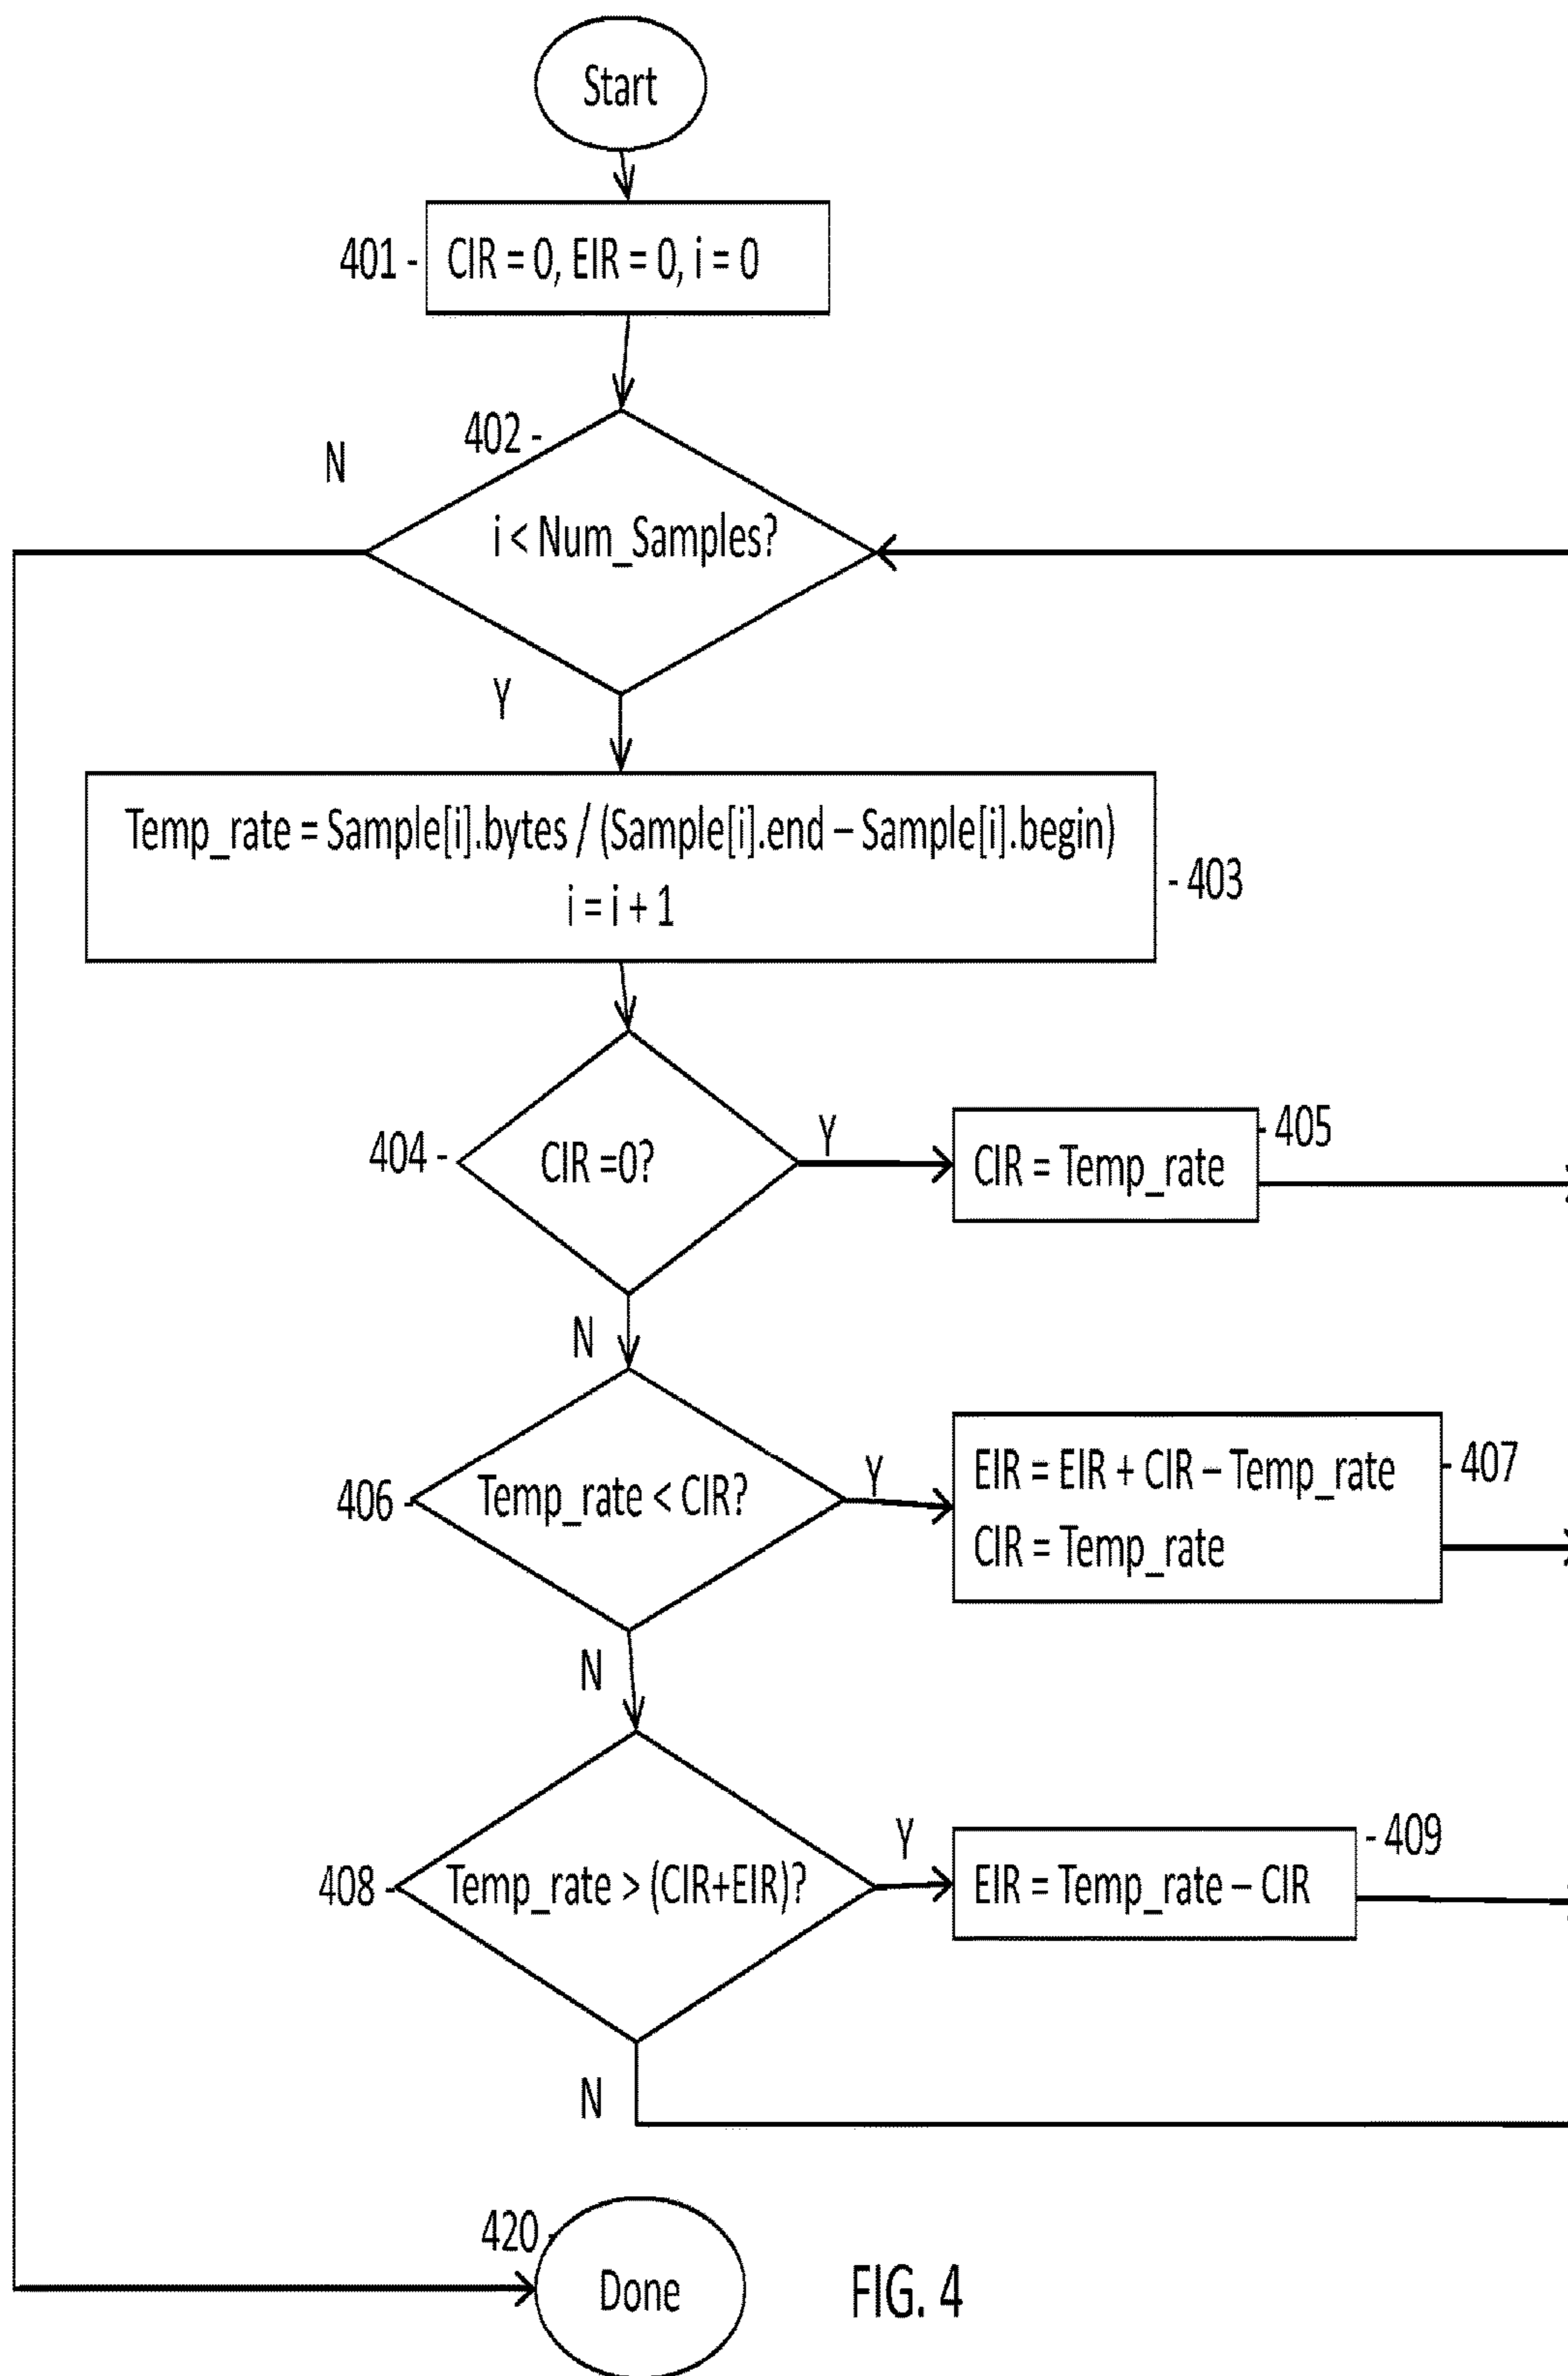 Start
401 -
CIR = 0, EIR = 0, i = 0
402 -
N
i < Num_Samples?
Y
Temp_rate = Sample[i].bytes / (Sample[i].end – Sample[i].begin)
i = i + 1
- 403
404 -
CIR =0?
Y
CIR = Temp_rate
- 405
N
406 -
Temp_rate < CIR?
Y
EIR = EIR + CIR – Temp_rate
CIR = Temp_rate
- 407
N
408 -
Temp_rate > (CIR+EIR)?
Y
EIR = Temp_rate – CIR
- 409
N
420 -
Done
FIG. 4